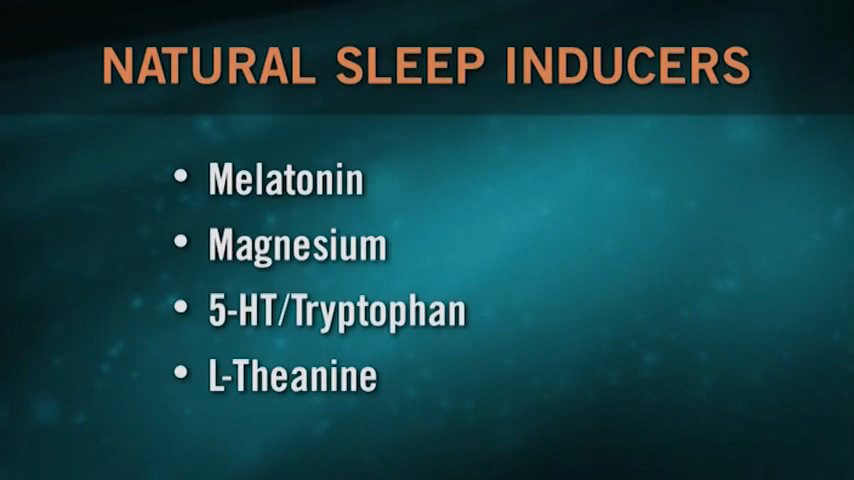 NATURAL SLEEP INDUCERS
• Melatonin
• Magnesium
• 5-HT/Tryptophan
• L-Theanine